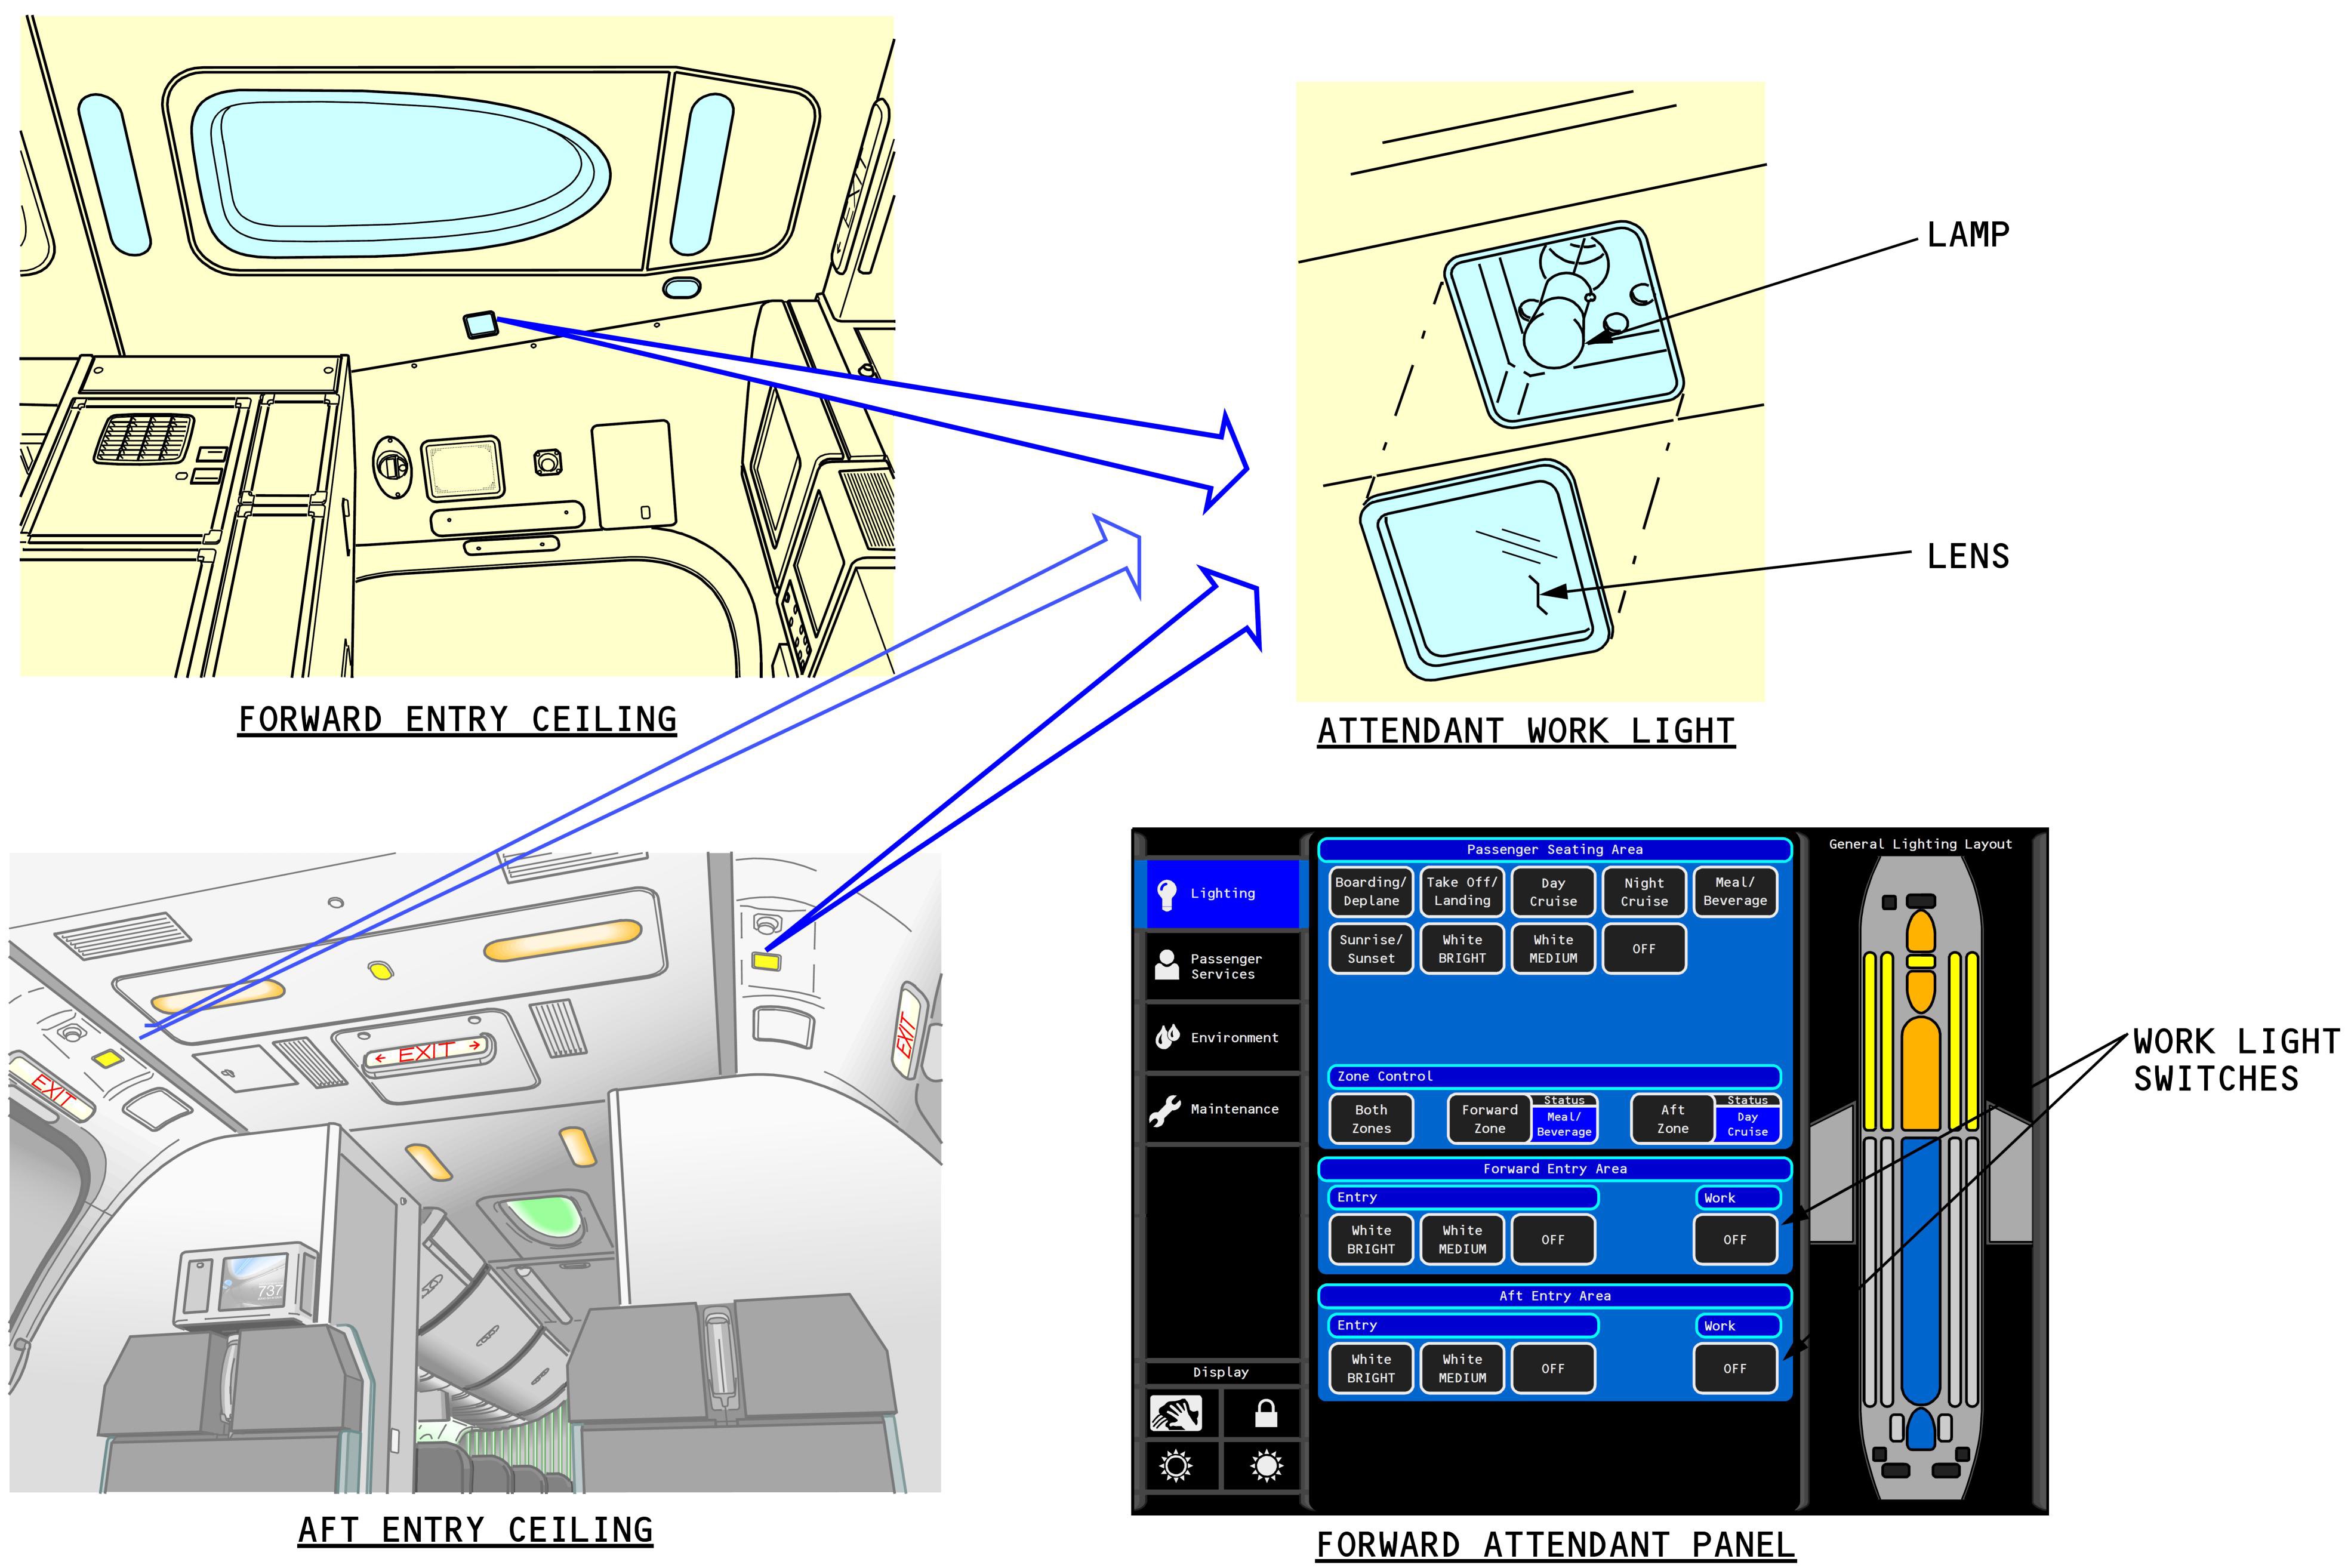 LAMP
LENS
FORWARD ENTRY CEILING
ATTENDANT WORK LIGHT
← EXIT →
EXIT
EXIT
737
AFT ENTRY CEILING
Lighting
Passenger
Services
Environment
Maintenance
Display
Passenger Seating Area
Boarding/
Deplane
Take Off/
Landing
Day
Cruise
Night
Cruise
Meal/
Beverage
Sunrise/
Sunset
White
BRIGHT
White
MEDIUM
OFF
Zone Control
Both
Zones
Forward
Zone
Status
Meal/
Beverage
Aft
Zone
Status
Day
Cruise
Forward Entry Area
Entry
Work
White
BRIGHT
White
MEDIUM
OFF
OFF
Aft Entry Area
Entry
Work
White
BRIGHT
White
MEDIUM
OFF
OFF
General Lighting Layout
WORK LIGHT
SWITCHES
FORWARD ATTENDANT PANEL